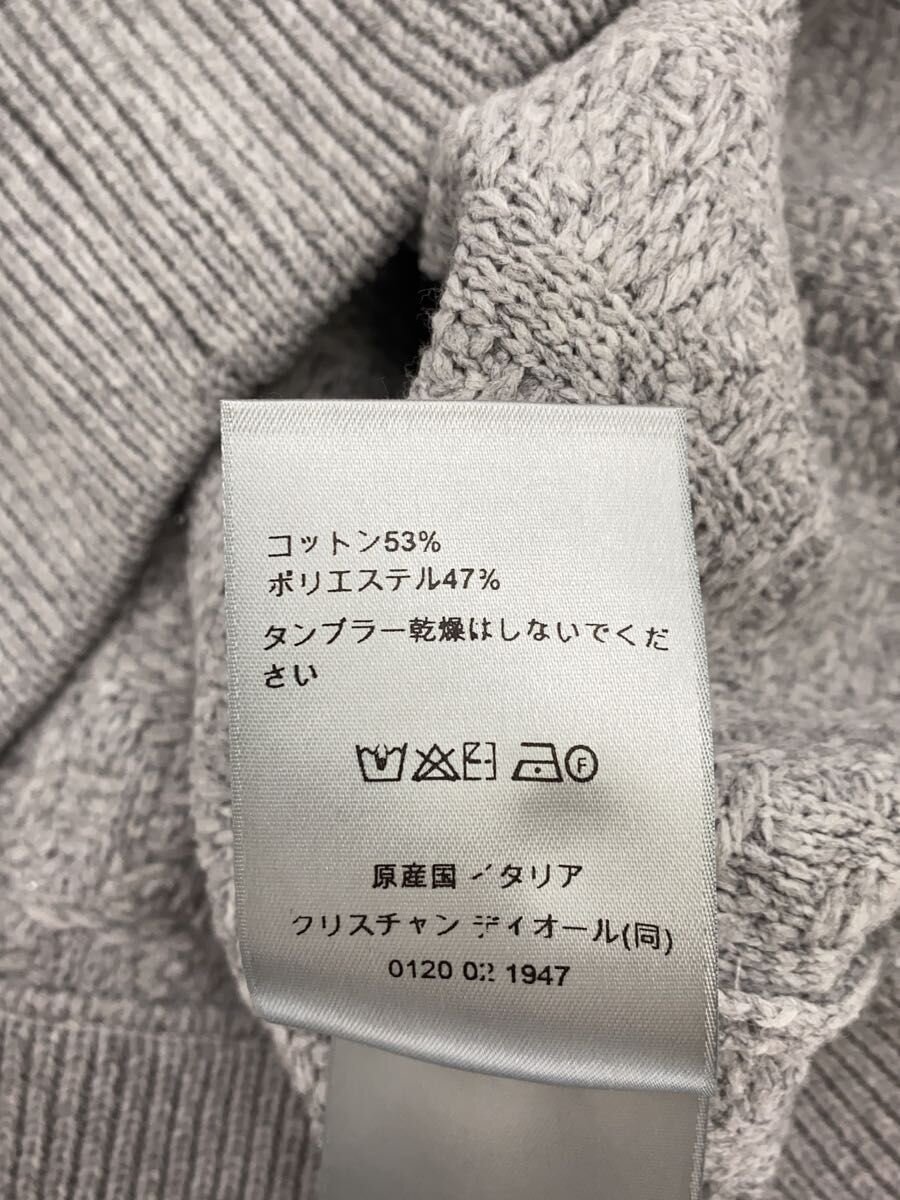 コットン53%
ポリエステル47%
タンブラー乾燥はしないでくだ
さい
F
原産国 イタリア
クリスチャン ディオール(同)
0120 02 1947